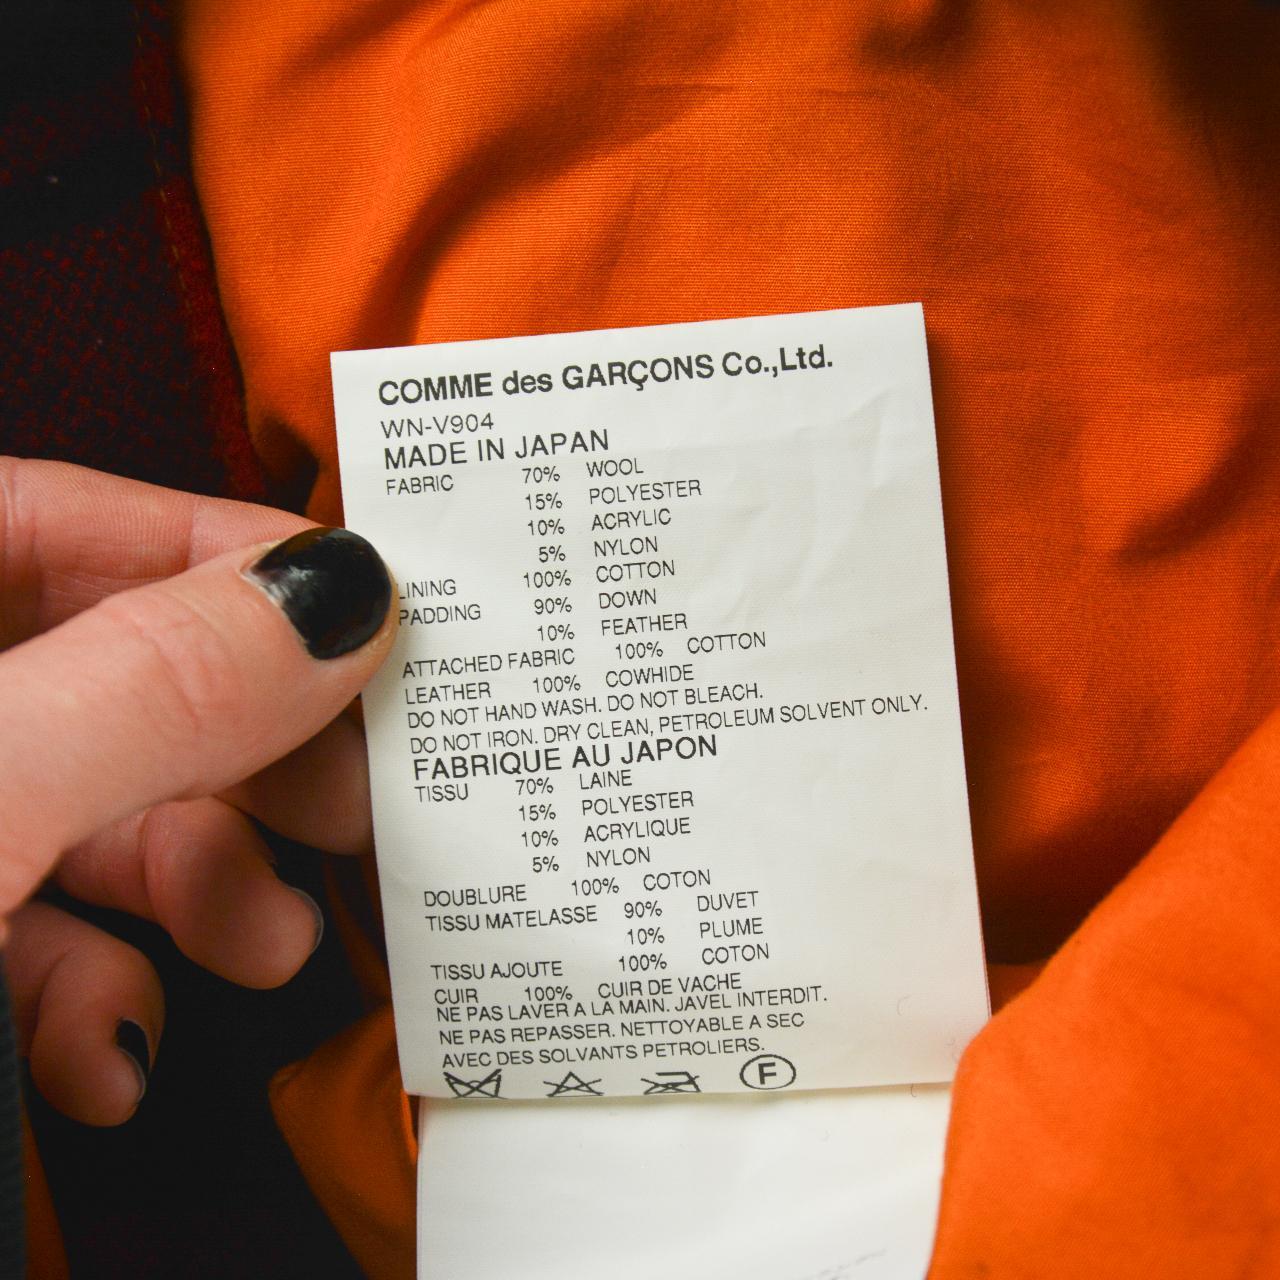 COMME des GARÇONS Co.,Ltd.
WN-V904
MADE IN JAPAN
FABRIC 70% WOOL
15% POLYESTER
10% ACRYLIC
5% NYLON
LINING 100% COTTON
PADDING 90% DOWN
10% FEATHER
ATTACHED FABRIC 100% COTTON
LEATHER 100% COWHIDE
DO NOT HAND WASH. DO NOT BLEACH.
DO NOT IRON. DRY CLEAN, PETROLEUM SOLVENT ONLY.
FABRIQUE AU JAPON
TISSU 70% LAINE
15% POLYESTER
10% ACRYLIQUE
5% NYLON
DOUBLURE 100% COTON
TISSU MATELASSE 90% DUVET
10% PLUME
TISSU AJOUTE 100% COTON
CUIR 100% CUIR DE VACHE
NE PAS LAVER A LA MAIN. JAVEL INTERDIT.
NE PAS REPASSER. NETTOYABLE A SEC
AVEC DES SOLVANTS PETROLIERS.
F